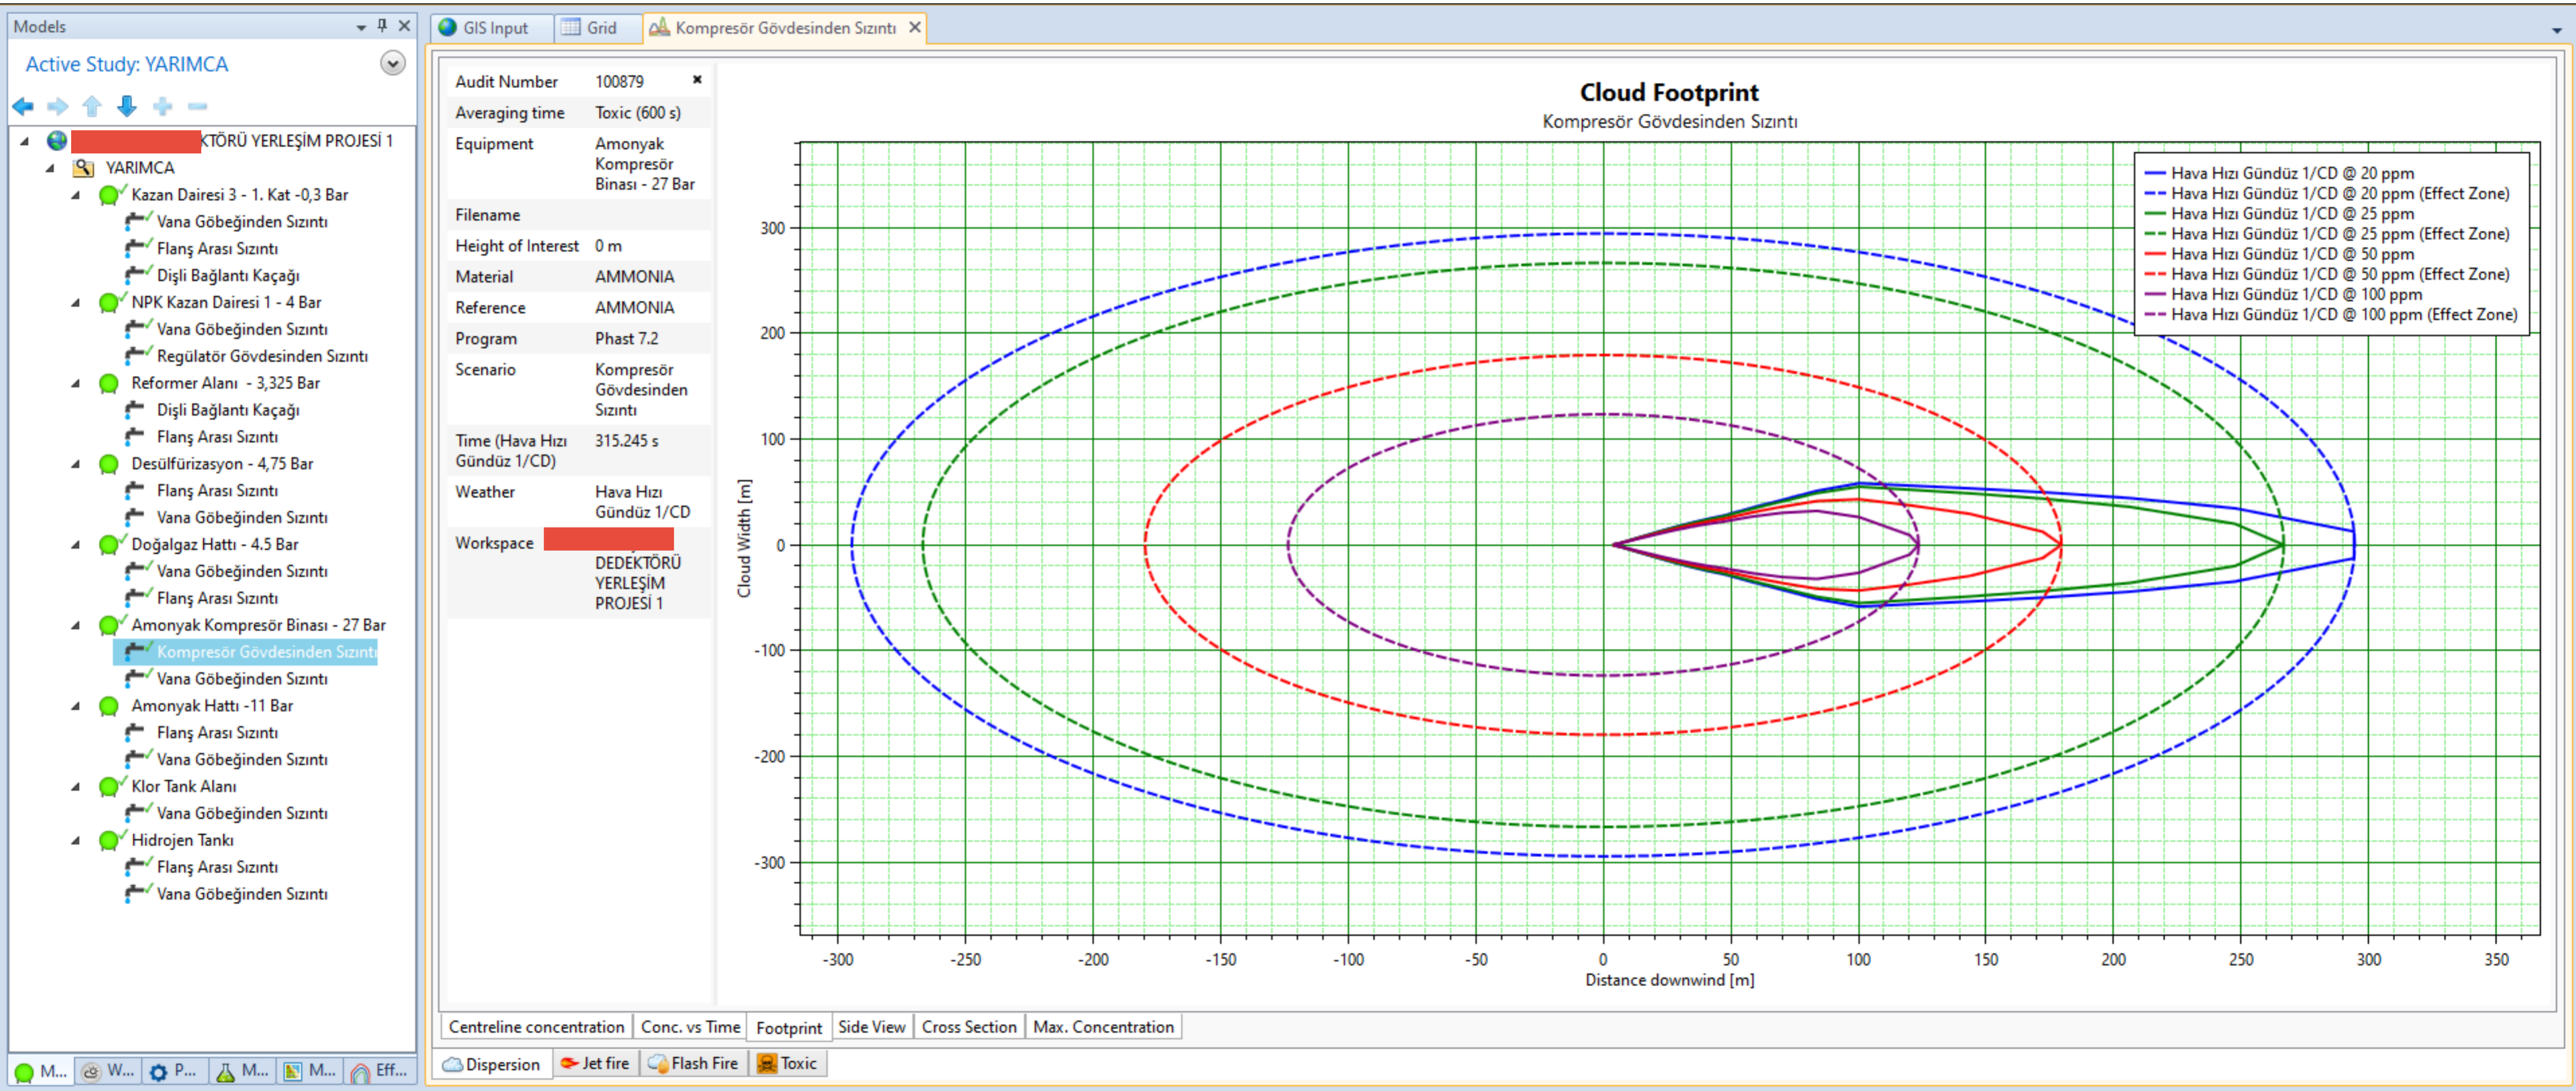 Models
Active Study: YARIMCA
KTÖRÜ YERLEŞİM PROJESİ 1
YARIMCA
Kazan Dairesi 3 - 1. Kat -0,3 Bar
Vana Göbeğinden Sızıntı
Flanş Arası Sızıntı
Dişli Bağlantı Kaçağı
NPK Kazan Dairesi 1 - 4 Bar
Vana Göbeğinden Sızıntı
Regülatör Gövdesinden Sızıntı
Reformer Alanı - 3,325 Bar
Dişli Bağlantı Kaçağı
Flanş Arası Sızıntı
Desülfürizasyon - 4,75 Bar
Flanş Arası Sızıntı
Vana Göbeğinden Sızıntı
Doğalgaz Hattı - 4.5 Bar
Vana Göbeğinden Sızıntı
Flanş Arası Sızıntı
Amonyak Kompresör Binası - 27 Bar
Kompresör Gövdesinden Sızıntı
Vana Göbeğinden Sızıntı
Amonyak Hattı -11 Bar
Flanş Arası Sızıntı
Vana Göbeğinden Sızıntı
Klor Tank Alanı
Vana Göbeğinden Sızıntı
Hidrojen Tankı
Flanş Arası Sızıntı
Vana Göbeğinden Sızıntı
M... W... P... M... M... Eff...
GIS Input Grid Kompresör Gövdesinden Sızıntı
Audit Number 100879
Averaging time Toxic (600 s)
Equipment Amonyak
Kompresör
Binası - 27 Bar
Filename
Height of Interest 0 m
Material AMMONIA
Reference AMMONIA
Program Phast 7.2
Scenario Kompresör
Gövdesinden
Sızıntı
Time (Hava Hızı 315.245 s
Gündüz 1/CD)
Weather Hava Hızı
Gündüz 1/CD
Workspace
DEDEKTÖRÜ
YERLEŞİM
PROJESİ 1
Cloud Footprint
Kompresör Gövdesinden Sızıntı
Hava Hızı Gündüz 1/CD @ 20 ppm
Hava Hızı Gündüz 1/CD @ 20 ppm (Effect Zone)
Hava Hızı Gündüz 1/CD @ 25 ppm
Hava Hızı Gündüz 1/CD @ 25 ppm (Effect Zone)
Hava Hızı Gündüz 1/CD @ 50 ppm
Hava Hızı Gündüz 1/CD @ 50 ppm (Effect Zone)
Hava Hızı Gündüz 1/CD @ 100 ppm
Hava Hızı Gündüz 1/CD @ 100 ppm (Effect Zone)
Cloud Width [m]
300
200
100
0
-100
-200
-300
-300 -250 -200 -150 -100 -50 0 50 100 150 200 250 300 350
Distance downwind [m]
Centreline concentration Conc. vs Time Footprint Side View Cross Section Max. Concentration
Dispersion Jet fire Flash Fire Toxic